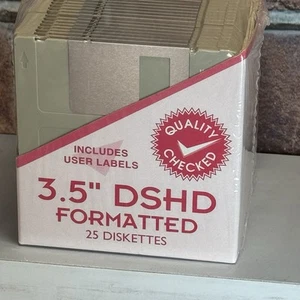 QUALITY
CHECKED
INCLUDES
USER LABELS
3.5" DSHD
FORMATTED
25 DISKETTES